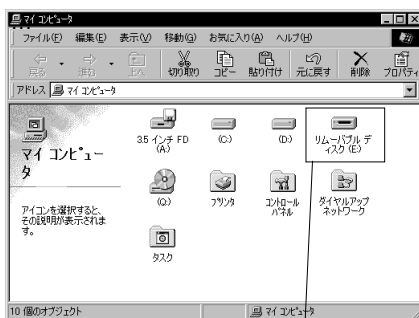 マイ コンピュータ
ファイル(F) 編集(E) 表示(V) 移動(G) お気に入り(A) ヘルプ(H)
戻る 進む 上へ 切り取り コピー 貼り付け 元に戻す 削除 プロパティ
アドレス マイ コンピュータ
マイ コンピュー
タ
アイコンを選択すると、
その説明が表示されま
す。
3.5 インチ FD
(A:)
(C:)
(D:)
リムーバブル デ
ィスク (E:)
(Q:)
プリンタ
コントロール
パネル
ダイヤルアップ
ネットワーク
タスク
10 個のオブジェクト
マイ コンピュータ